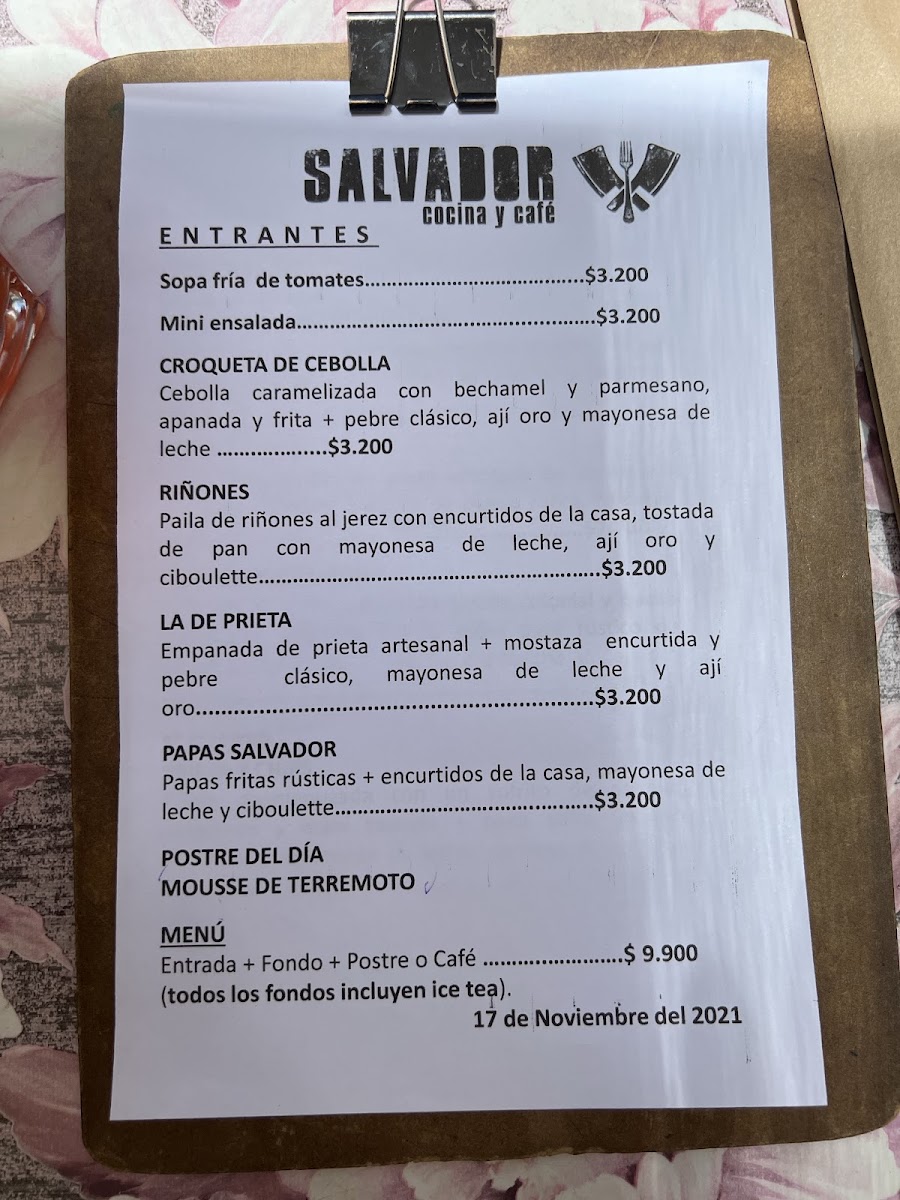 SALVADOR
cocina y café
ENTRANTES
Sopa fría de tomates........................................$3.200
Mini ensalada......................................................$3.200
CROQUETA DE CEBOLLA
Cebolla caramelizada con bechamel y parmesano,
apanada y frita + pebre clásico, ají oro y mayonesa de
leche ....................$3.200
RIÑONES
Paila de riñones al jerez con encurtidos de la casa, tostada
de pan con mayonesa de leche, ají oro y
ciboulette..............................................................$3.200
LA DE PRIETA
Empanada de prieta artesanal + mostaza encurtida y
pebre clásico, mayonesa de leche y ají
oro........................................................................$3.200
PAPAS SALVADOR
Papas fritas rústicas + encurtidos de la casa, mayonesa de
leche y ciboulette...............................................$3.200
POSTRE DEL DÍA
MOUSSE DE TERREMOTO
MENÚ
Entrada + Fondo + Postre o Café .........................$ 9.900
(todos los fondos incluyen ice tea).
17 de Noviembre del 2021